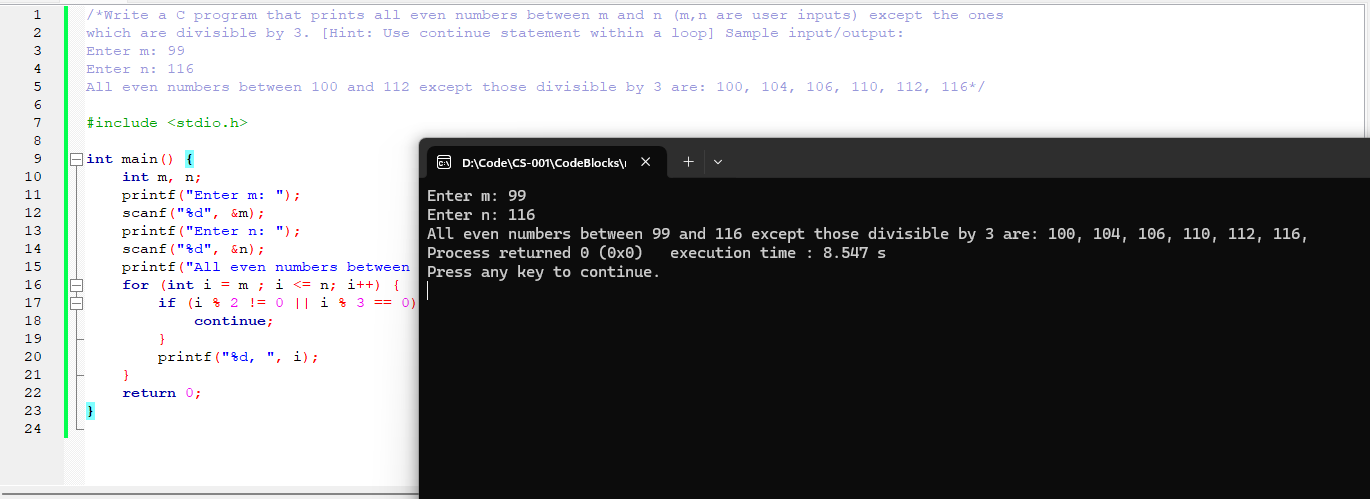 1 /*Write a C program that prints all even numbers between m and n (m,n are user inputs) except the ones
2 which are divisible by 3. [Hint: Use continue statement within a loop] Sample input/output:
3 Enter m: 99
4 Enter n: 116
5 All even numbers between 100 and 112 except those divisible by 3 are: 100, 104, 106, 110, 112, 116*/
6
7 #include <stdio.h>
8
9 int main() {
10 int m, n;
11 printf("Enter m: ");
12 scanf("%d", &m);
13 printf("Enter n: ");
14 scanf("%d", &n);
15 printf("All even numbers between
16 for (int i = m ; i <= n; i++) {
17 if (i % 2 != 0 || i % 3 == 0)
18 continue;
19 }
20 printf("%d, ", i);
21 }
22 return 0;
23 }
24
D:\Code\CS-001\CodeBlocks\
Enter m: 99
Enter n: 116
All even numbers between 99 and 116 except those divisible by 3 are: 100, 104, 106, 110, 112, 116,
Process returned 0 (0x0)   execution time : 8.547 s
Press any key to continue.